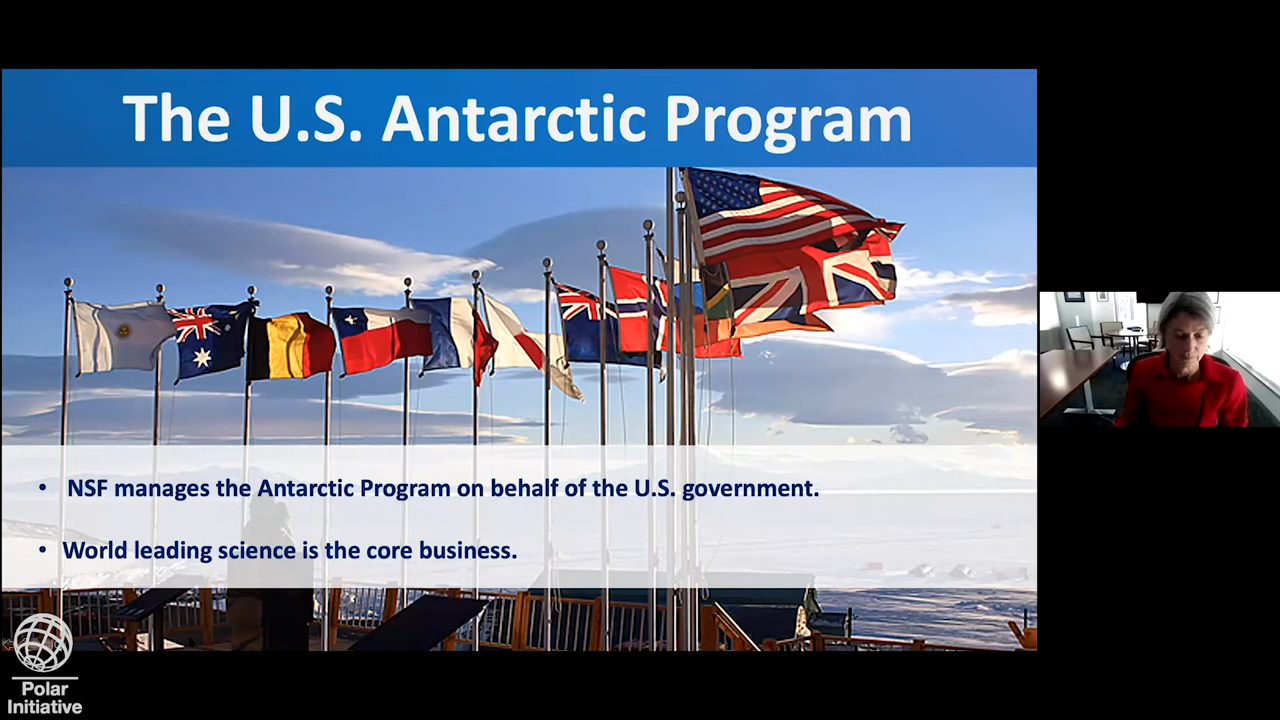 The U.S. Antarctic Program
• NSF manages the Antarctic Program on behalf of the U.S. government.
• World leading science is the core business.
Polar
Initiative